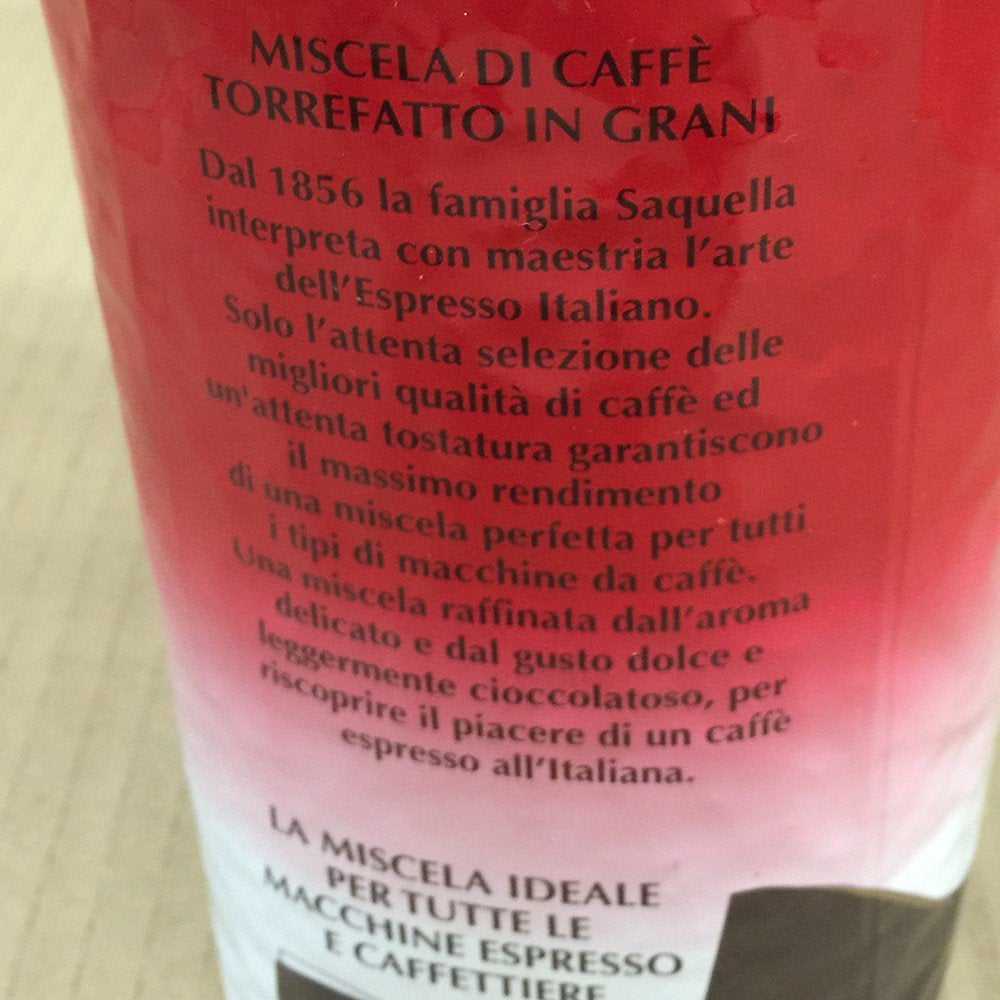 MISCELA DI CAFFÈ
TORREFATTO IN GRANI
Dal 1856 la famiglia Saquella
interpreta con maestria l'arte
dell'Espresso Italiano.
Solo l'attenta selezione delle
migliori qualità di caffè ed
un'attenta tostatura garantiscono
il massimo rendimento
di una miscela perfetta per tutti
i tipi di macchine da caffè.
Una miscela raffinata dall'aroma
delicato e dal gusto dolce e
leggermente cioccolatoso, per
riscoprire il piacere di un caffè
espresso all'Italiana.
LA MISCELA IDEALE
PER TUTTE LE
MACCHINE ESPRESSO
E CAFFETTIERE